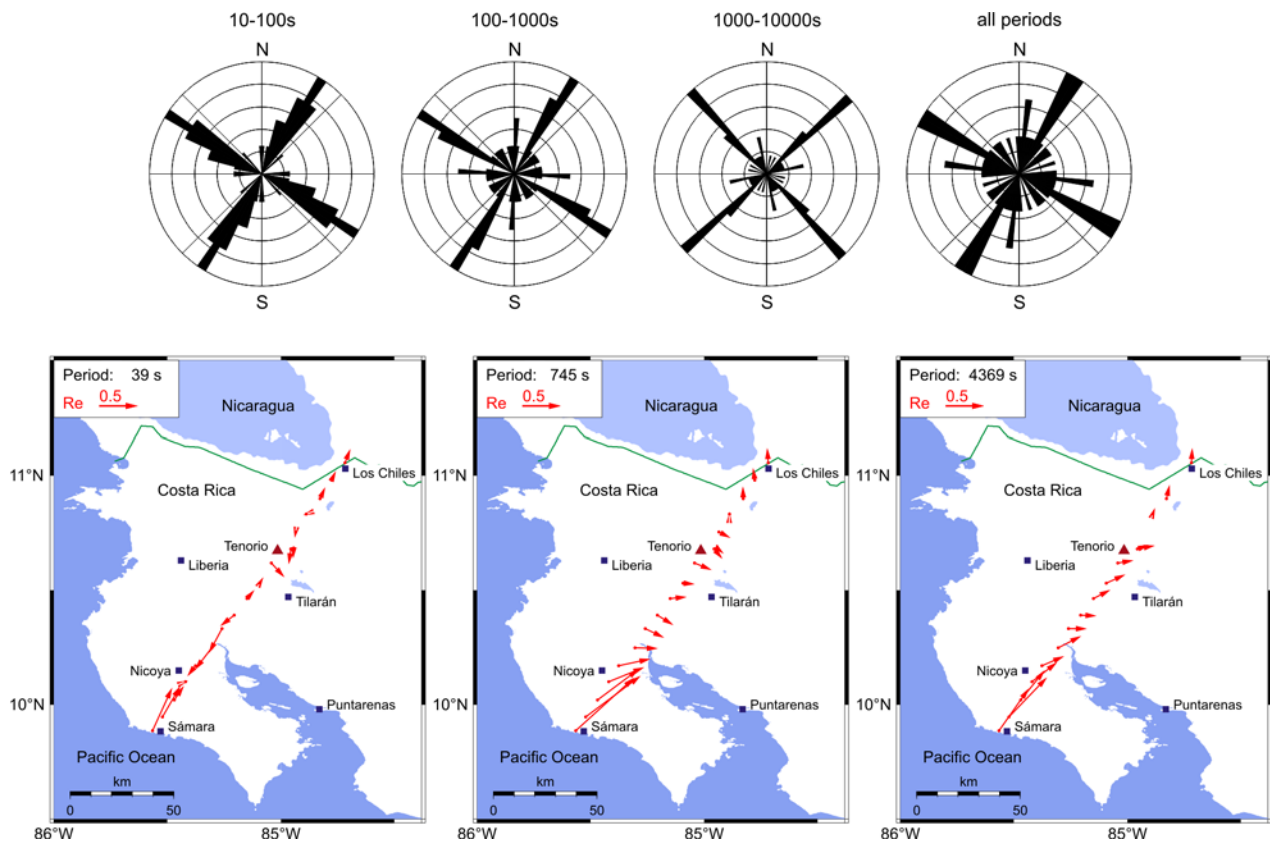 10-100s
100-1000s
1000-10000s
all periods
N
N
N
N
S
S
S
S
Period: 39 s
Re 0.5
Nicaragua
11°N
Los Chiles
Costa Rica
Tenorio
Liberia
Tilarán
Nicoya
10°N
Puntarenas
Sámara
Pacific Ocean
km
0 50
86°W 85°W
Period: 745 s
Re 0.5
Nicaragua
11°N
Los Chiles
Costa Rica
Tenorio
Liberia
Tilarán
Nicoya
10°N
Puntarenas
Sámara
Pacific Ocean
km
0 50
86°W 85°W
Period: 4369 s
Re 0.5
Nicaragua
11°N
Los Chiles
Costa Rica
Tenorio
Liberia
Tilarán
Nicoya
10°N
Puntarenas
Sámara
Pacific Ocean
km
0 50
86°W 85°W